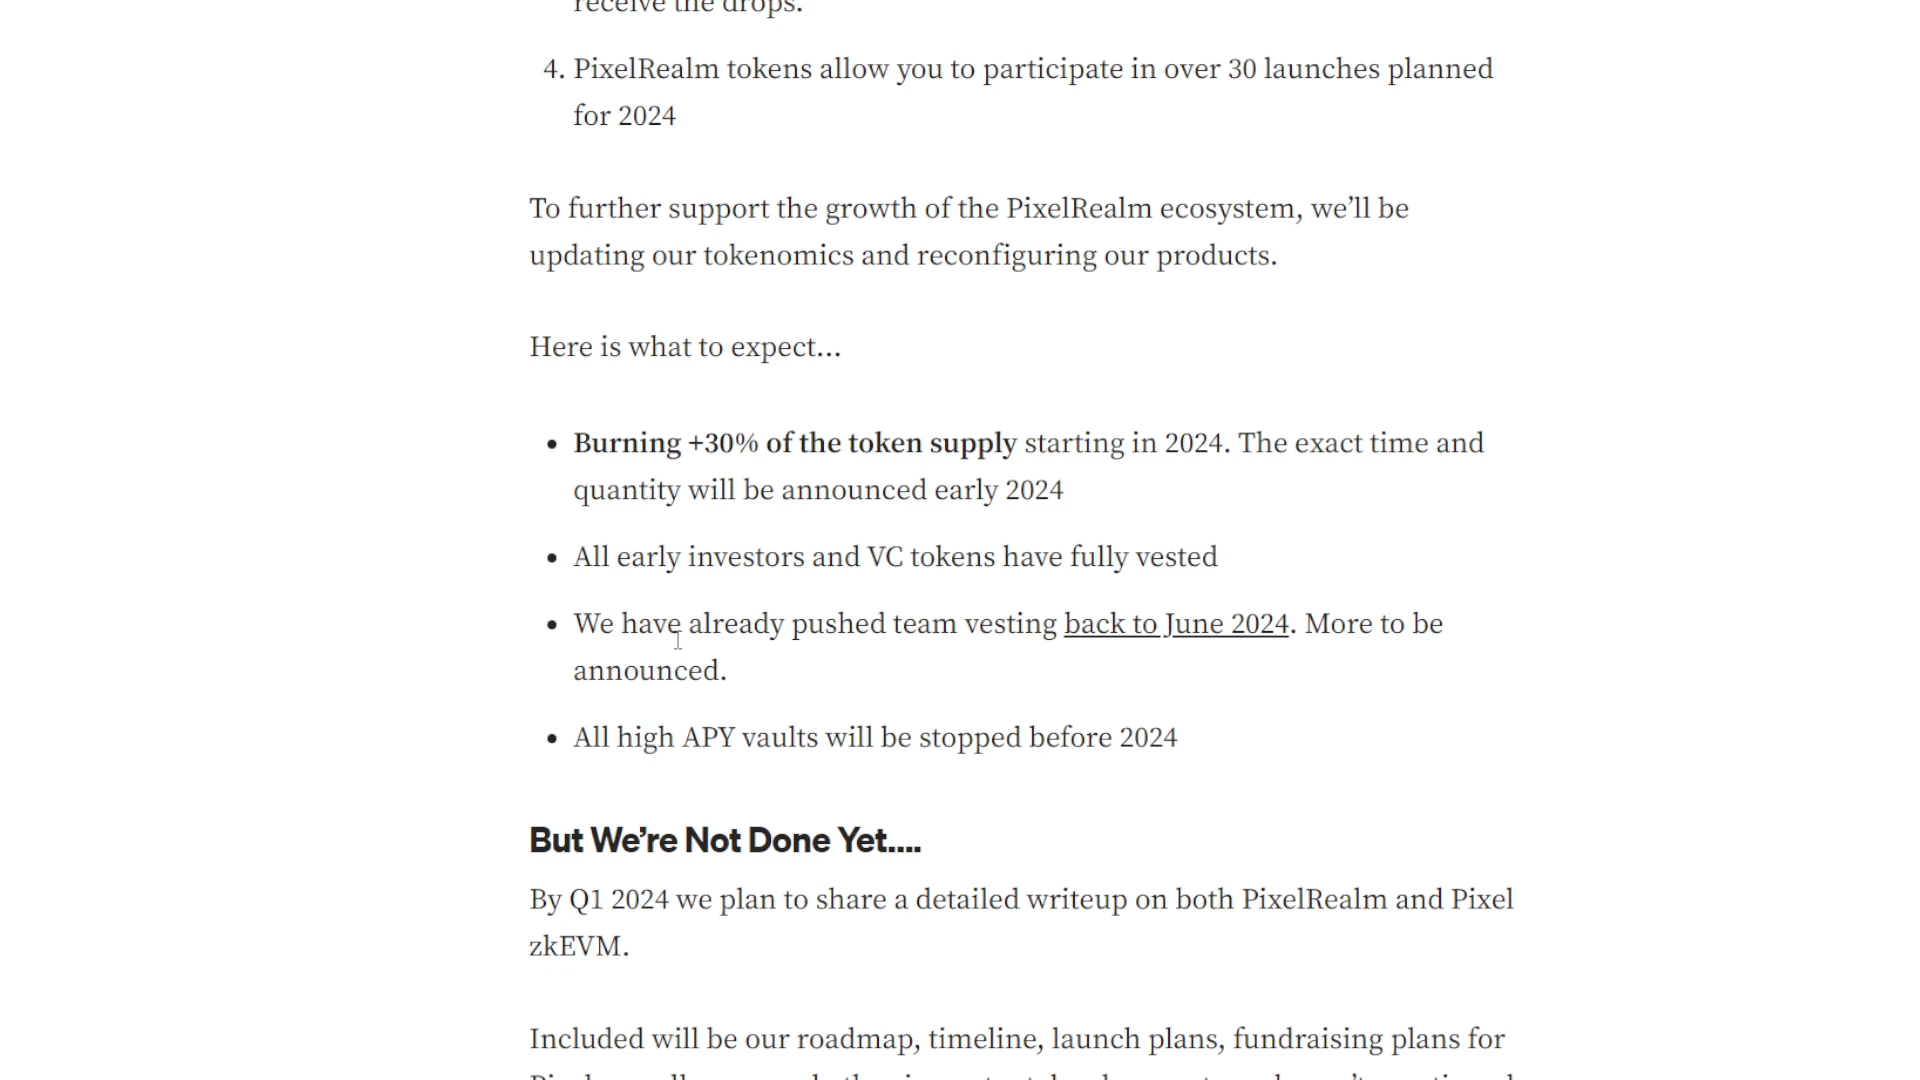 receive the drops.
4. PixelRealm tokens allow you to participate in over 30 launches planned
for 2024
To further support the growth of the PixelRealm ecosystem, we’ll be
updating our tokenomics and reconfiguring our products.
Here is what to expect…
• Burning +30% of the token supply starting in 2024. The exact time and
quantity will be announced early 2024
• All early investors and VC tokens have fully vested
• We have already pushed team vesting back to June 2024. More to be
announced.
• All high APY vaults will be stopped before 2024
But We’re Not Done Yet….
By Q1 2024 we plan to share a detailed writeup on both PixelRealm and Pixel
zkEVM.
Included will be our roadmap, timeline, launch plans, fundraising plans for